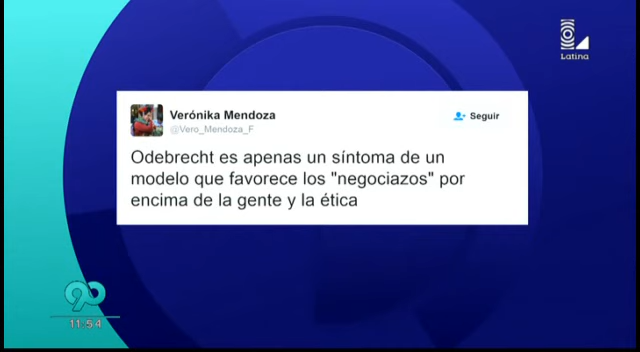 Latina
Verónika Mendoza
@Vero_Mendoza_F
Seguir
Odebrecht es apenas un síntoma de un
modelo que favorece los "negociazos" por
encima de la gente y la ética
90
11:54